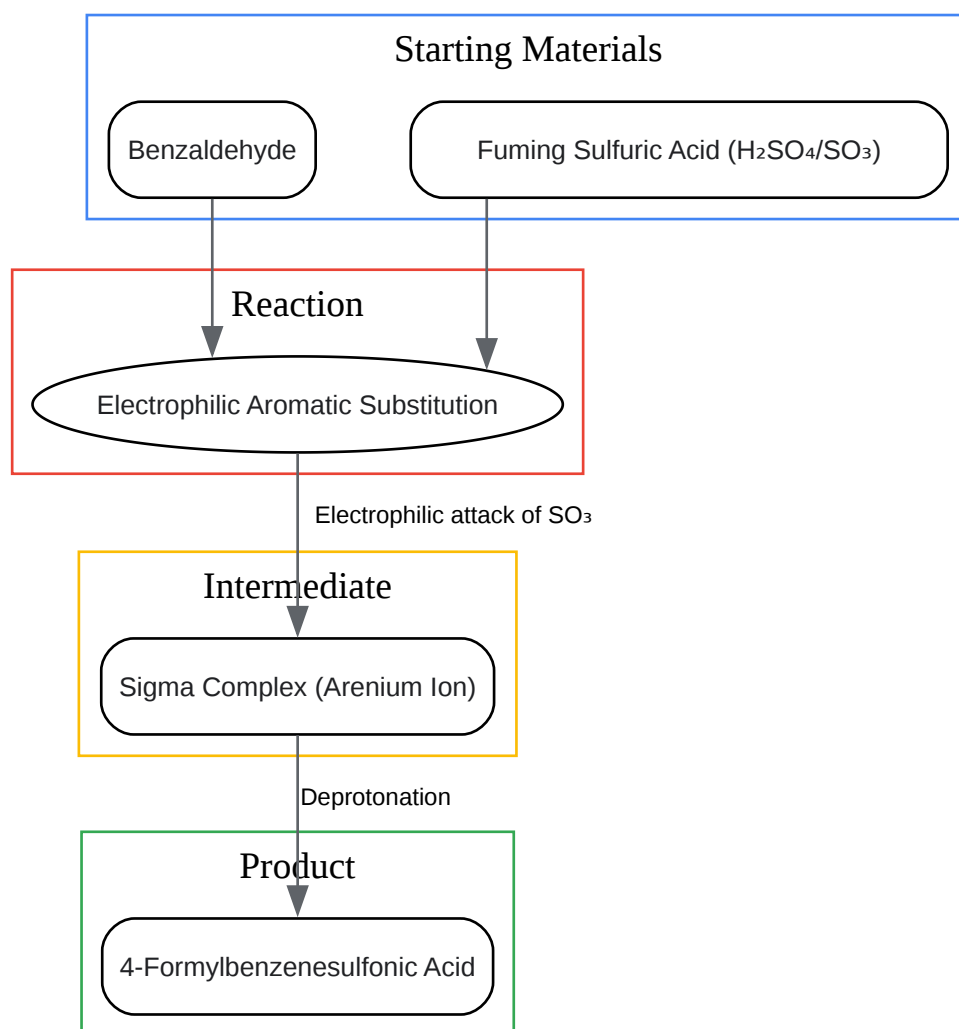 Starting Materials
Benzaldehyde
Fuming Sulfuric Acid (H₂SO₄/SO₃)
Reaction
Electrophilic Aromatic Substitution
Electrophilic attack of SO₃
Intermediate
Sigma Complex (Arenium Ion)
Deprotonation
Product
4-Formylbenzenesulfonic Acid